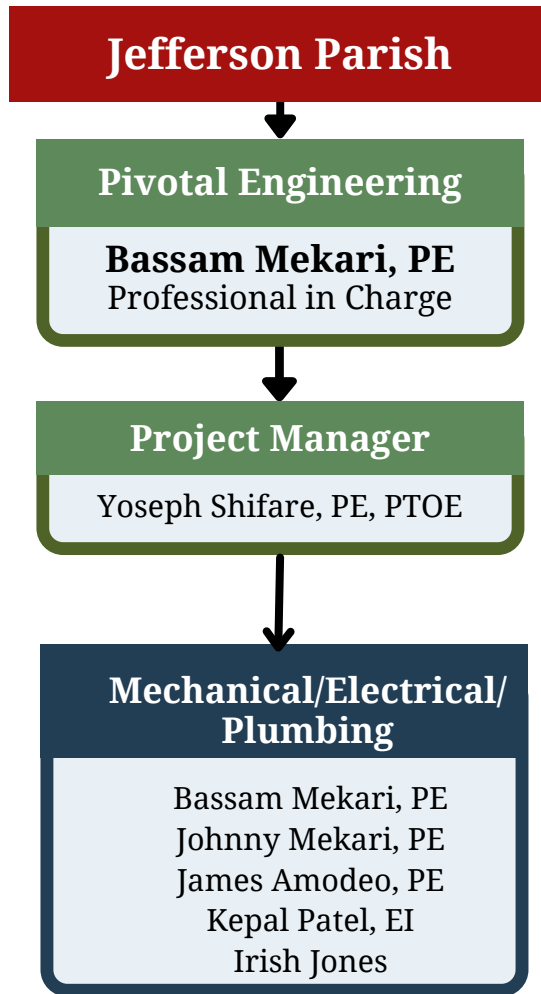 Jefferson Parish
Pivotal Engineering
Bassam Mekari, PE
Professional in Charge
Project Manager
Yoseph Shifare, PE, PTOE
Mechanical/Electrical/
Plumbing
Bassam Mekari, PE
Johnny Mekari, PE
James Amodeo, PE
Kepal Patel, EI
Irish Jones